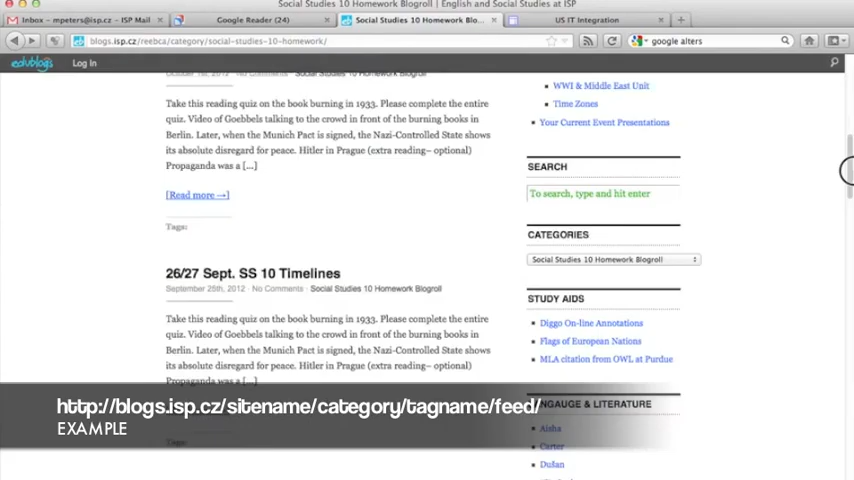 Social Studies 10 Homework Blogroll | English and Social Studies at ISP
Inbox – mpeters@isp.cz – ISP Mail
Google Reader (24)
Social Studies 10 Homework Blo...
US IT Integration
blogs.isp.cz/reebca/category/social-studies-10-homework/
google alters
edublogs
Log In
October 1st, 2012 · No Comments · Social Studies 10 Homework Blogroll
Take this reading quiz on the book burning in 1933. Please complete the entire
quiz. Video of Goebbels talking to the crowd in front of the burning books in
Berlin. Later, when the Munich Pact is signed, the Nazi-Controlled State shows
its absolute disregard for peace. Hitler in Prague (extra reading– optional)
Propaganda was a [...]
[Read more →]
Tags:
26/27 Sept. SS 10 Timelines
September 25th, 2012 · No Comments · Social Studies 10 Homework Blogroll
Take this reading quiz on the book burning in 1933. Please complete the entire
quiz. Video of Goebbels talking to the crowd in front of the burning books in
Berlin. Later, when the Munich Pact is signed, the Nazi-Controlled State shows
its absolute disregard for peace. Hitler in Prague (extra reading– optional)
Propaganda was a [...]
Tags:
WWI & Middle East Unit
Time Zones
Your Current Event Presentations
SEARCH
To search, type and hit enter
CATEGORIES
Social Studies 10 Homework Blogroll
STUDY AIDS
Diggo On-line Annotations
Flags of European Nations
MLA citation from OWL at Purdue
LANGAUGE & LITERATURE
Aisha
Carter
Dušan
http://blogs.isp.cz/sitename/category/tagname/feed/
EXAMPLE